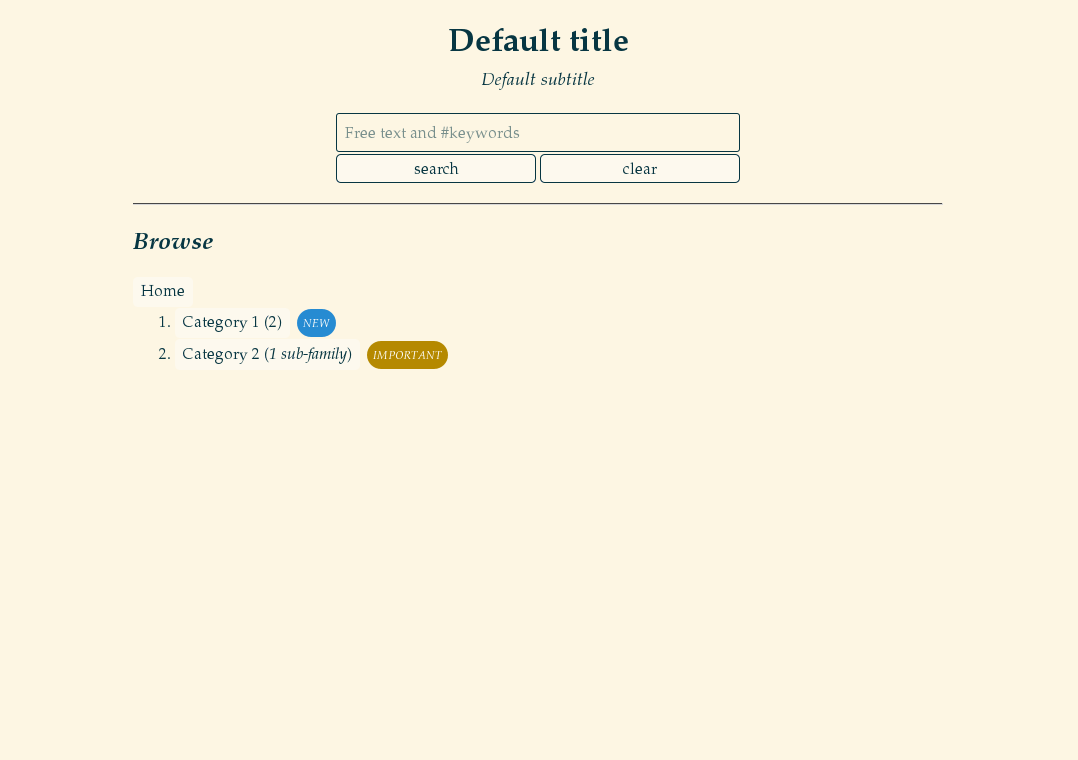 Default title
Default subtitle
Free text and #keywords
search clear
Browse
Home
1. Category 1 (2) NEW
2. Category 2 (1 sub-family) IMPORTANT